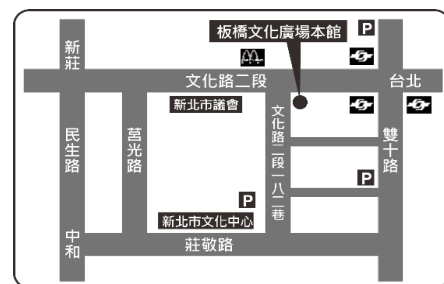 板橋文化廣場本館
P
新莊
文化路二段
台北
新北市議會
民生路
莒光路
文化路二段一八二巷
雙十路
P
P
新北市文化中心
中和
莊敬路